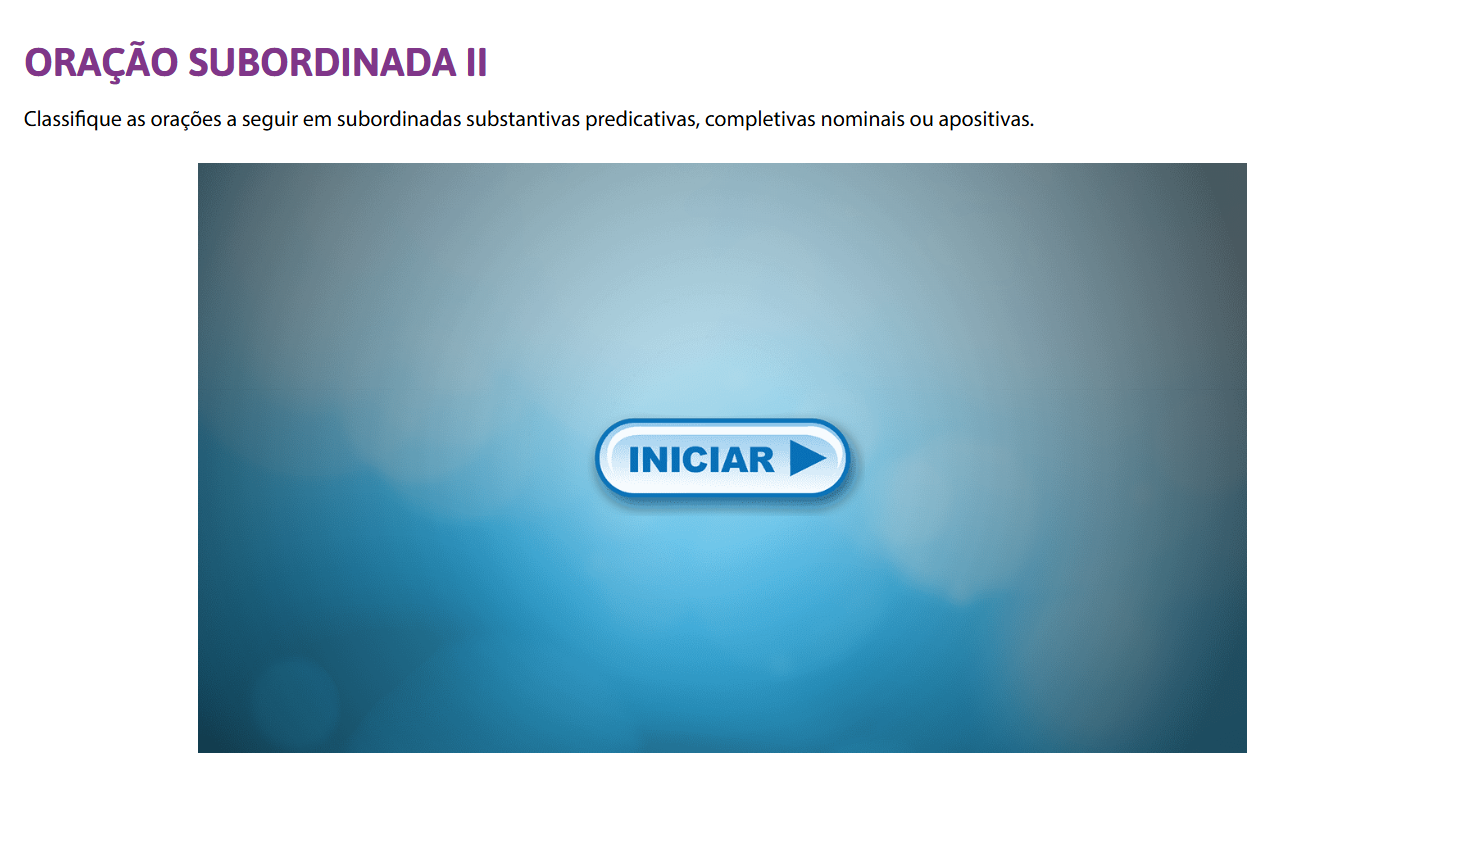 ORAÇÃO SUBORDINADA II
Classifique as orações a seguir em subordinadas substantivas predicativas, completivas nominais ou apositivas.
INICIAR